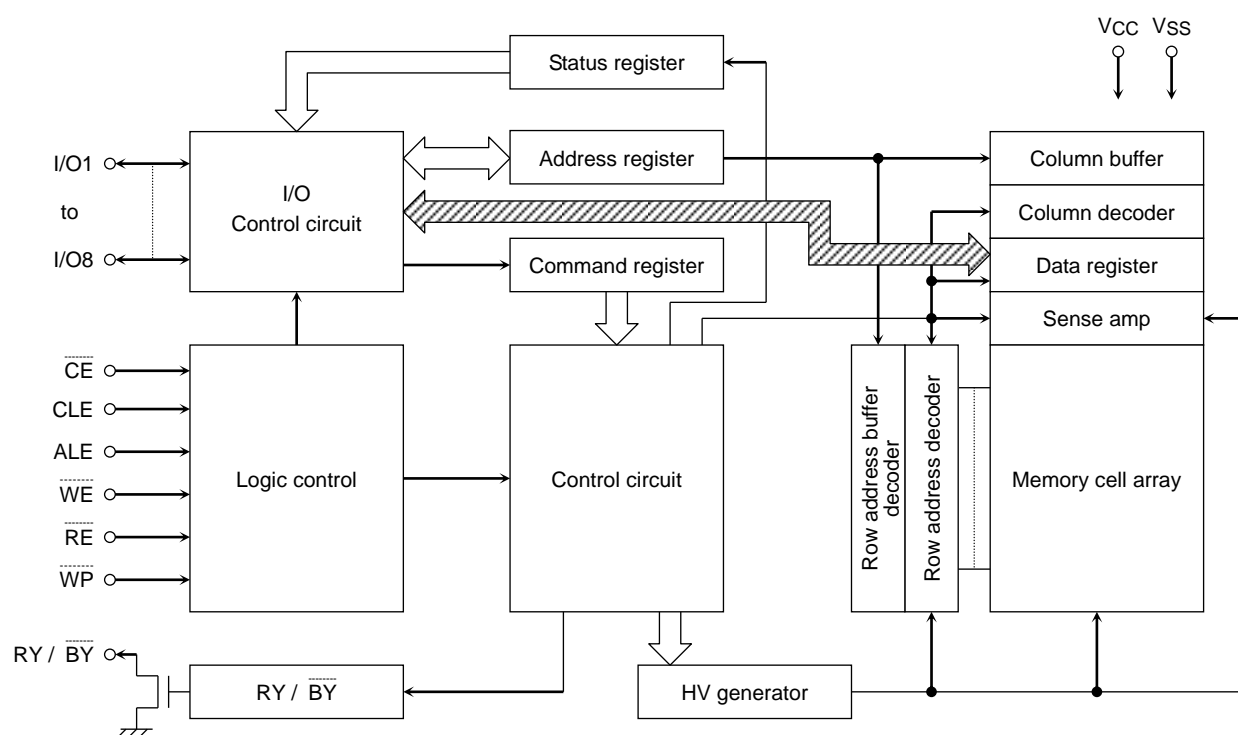 VCC
VSS
Status register
I/O1
to
I/O8
I/O
Control circuit
Address register
Column buffer
Column decoder
Command register
Data register
Sense amp
CE
CLE
ALE
WE
RE
WP
Logic control
Control circuit
Row address buffer
decoder
Row address decoder
Memory cell array
RY / BY
RY / BY
HV generator